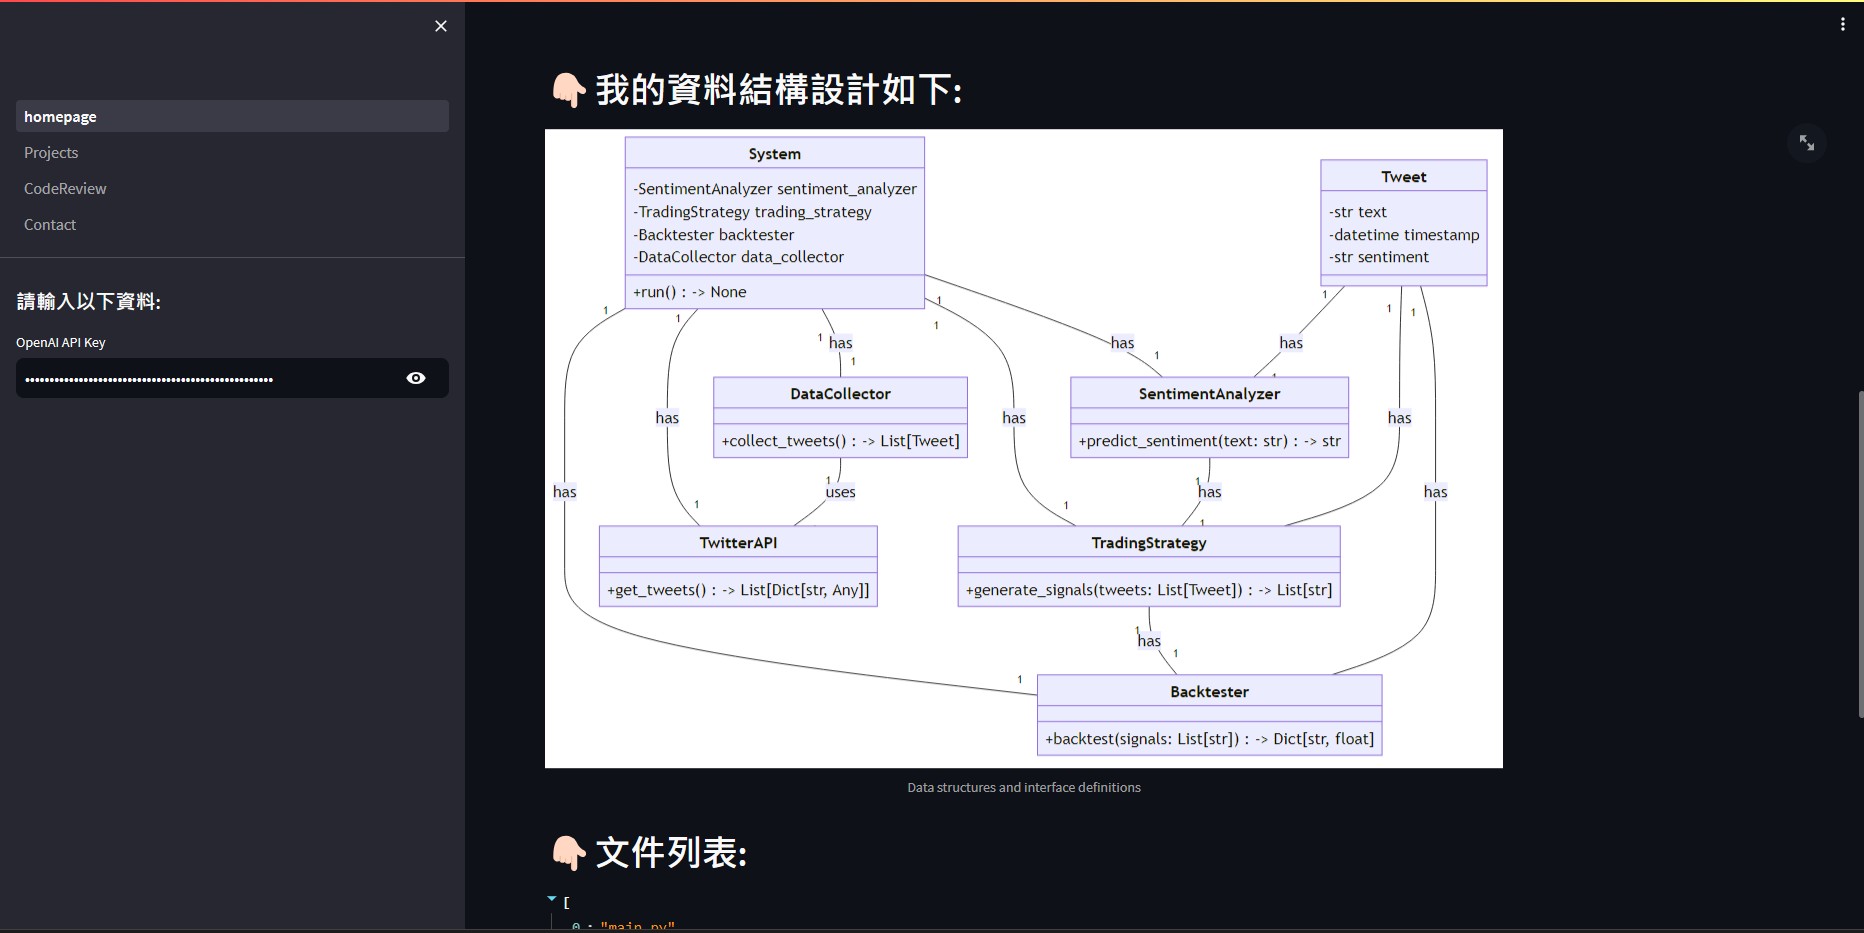 homepage
Projects
CodeReview
Contact
請輸入以下資料:
OpenAI API Key
我的資料結構設計如下:
System
-SentimentAnalyzer sentiment_analyzer
-TradingStrategy trading_strategy
-Backtester backtester
-DataCollector data_collector
+run() : -> None
Tweet
-str text
-datetime timestamp
-str sentiment
1
1
1
1
1
1
1
1
has
1
1
has
1
has
1
DataCollector
+collect_tweets() : -> List[Tweet]
SentimentAnalyzer
+predict_sentiment(text: str) : -> str
has
has
has
1
uses
1
has
has
has
1
1
1
TwitterAPI
+get_tweets() : -> List[Dict[str, Any]]
TradingStrategy
+generate_signals(tweets: List[Tweet]) : -> List[str]
1
has
1
1
Backtester
+backtest(signals: List[str]) : -> Dict[str, float]
Data structures and interface definitions
文件列表:
[
0 : "main.py"